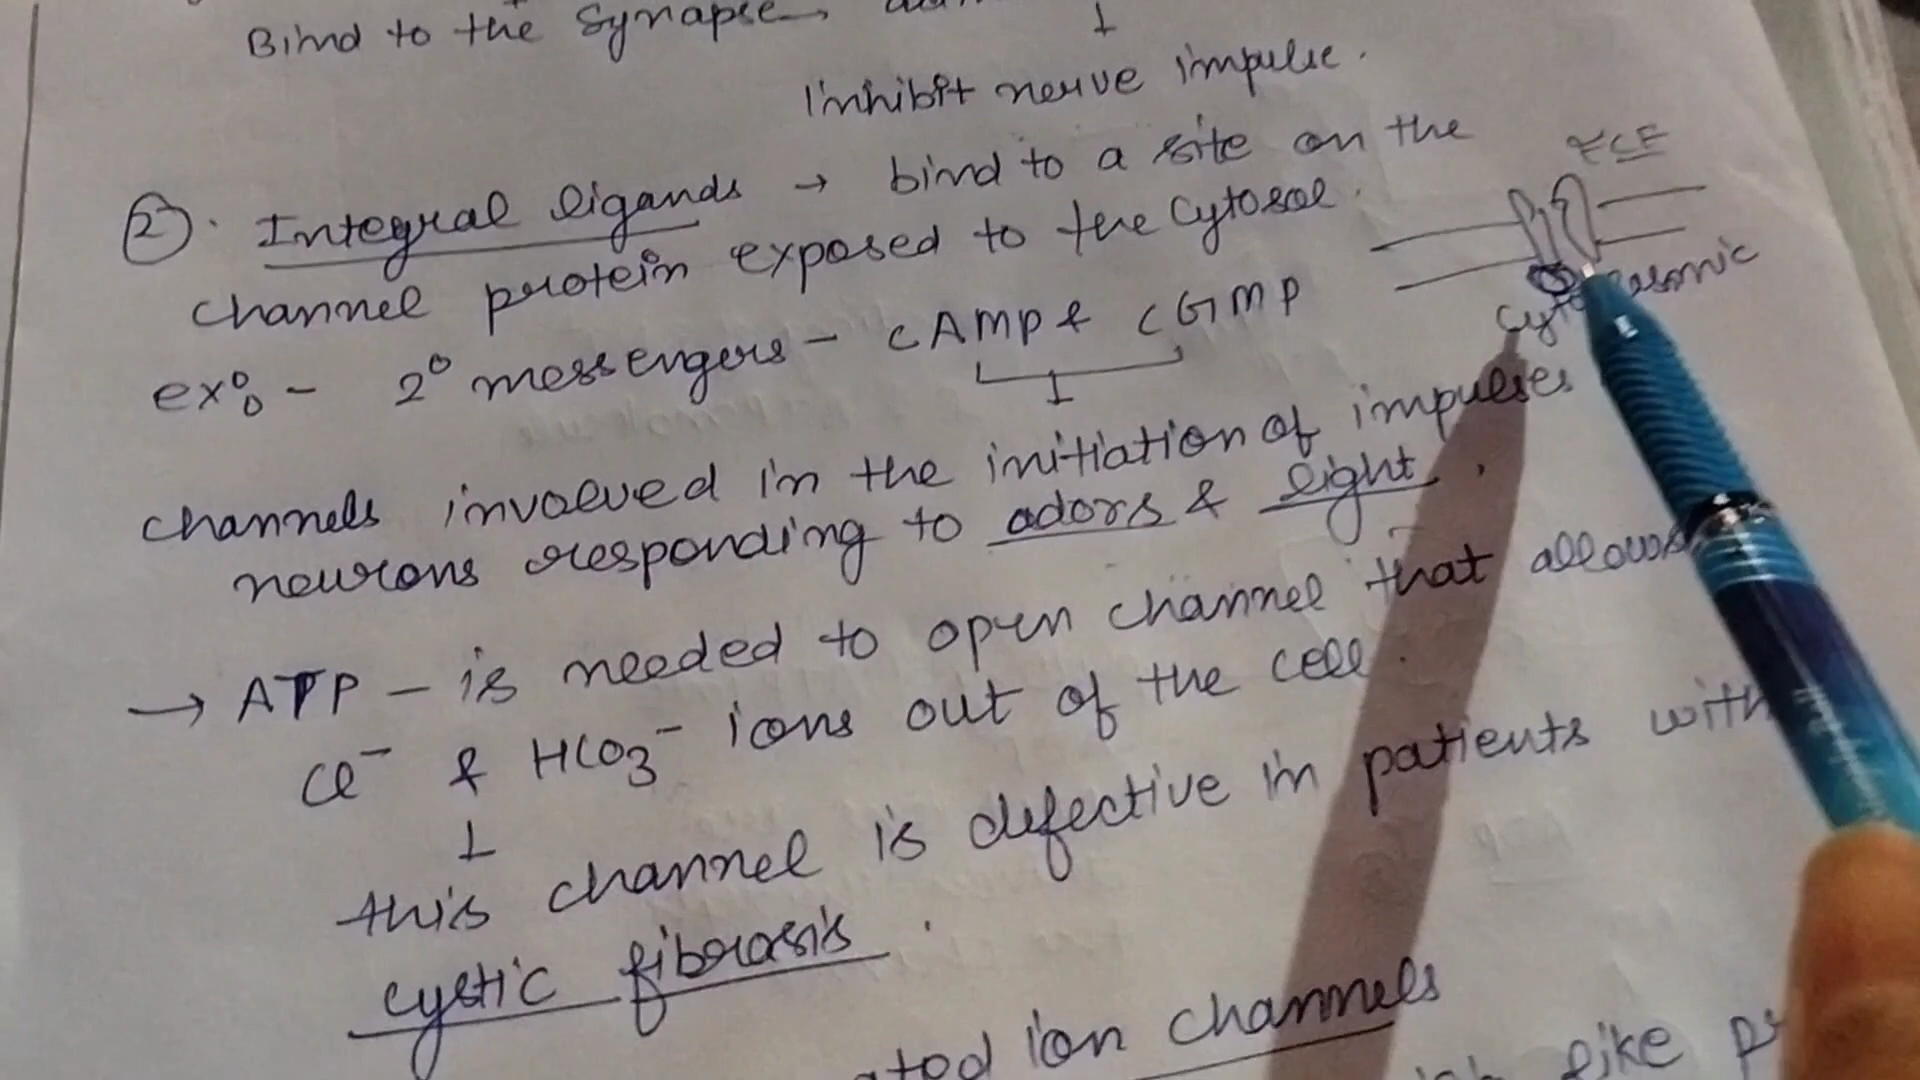 Bind to the Synapse
Inhibit nerve impulse.
② Integral ligands → bind to a site on the
channel protein exposed to the Cytosol.
ECF
ex:- 2° messengers - cAMP & cGMP
channels involved in the initiation of impulses
neurons responding to adors & light.
→ ATP - is needed to open channel that allows
Cl⁻ & HCO3⁻ ions out of the cell.
this channel is defective in patients with
cystic fibrosis.
ion channels
like